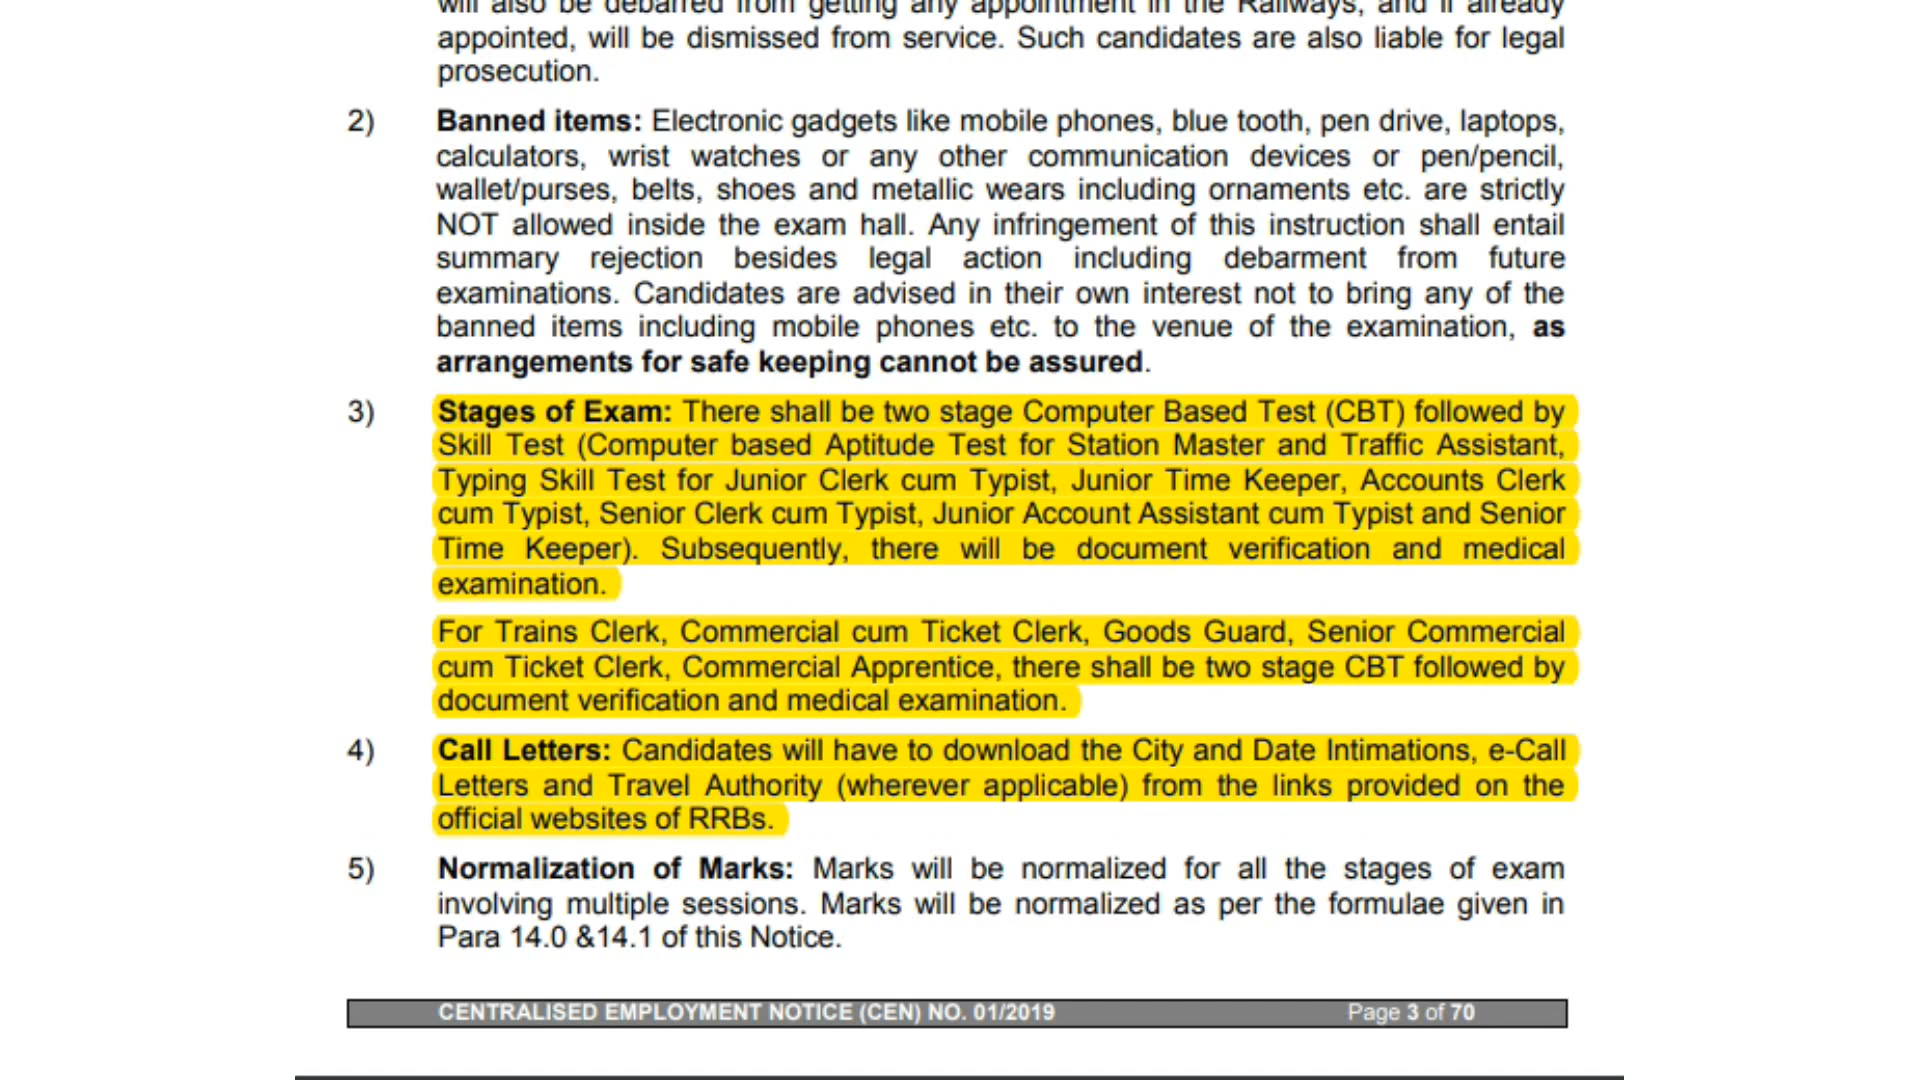 will also be debarred from getting any appointment in the Railways, and if already
appointed, will be dismissed from service. Such candidates are also liable for legal
prosecution.
2) Banned items: Electronic gadgets like mobile phones, blue tooth, pen drive, laptops,
calculators, wrist watches or any other communication devices or pen/pencil,
wallet/purses, belts, shoes and metallic wears including ornaments etc. are strictly
NOT allowed inside the exam hall. Any infringement of this instruction shall entail
summary rejection besides legal action including debarment from future
examinations. Candidates are advised in their own interest not to bring any of the
banned items including mobile phones etc. to the venue of the examination, as
arrangements for safe keeping cannot be assured.
3) Stages of Exam: There shall be two stage Computer Based Test (CBT) followed by
Skill Test (Computer based Aptitude Test for Station Master and Traffic Assistant,
Typing Skill Test for Junior Clerk cum Typist, Junior Time Keeper, Accounts Clerk
cum Typist, Senior Clerk cum Typist, Junior Account Assistant cum Typist and Senior
Time Keeper). Subsequently, there will be document verification and medical
examination.
For Trains Clerk, Commercial cum Ticket Clerk, Goods Guard, Senior Commercial
cum Ticket Clerk, Commercial Apprentice, there shall be two stage CBT followed by
document verification and medical examination.
4) Call Letters: Candidates will have to download the City and Date Intimations, e-Call
Letters and Travel Authority (wherever applicable) from the links provided on the
official websites of RRBs.
5) Normalization of Marks: Marks will be normalized for all the stages of exam
involving multiple sessions. Marks will be normalized as per the formulae given in
Para 14.0 &14.1 of this Notice.
CENTRALISED EMPLOYMENT NOTICE (CEN) NO. 01/2019 Page 3 of 70